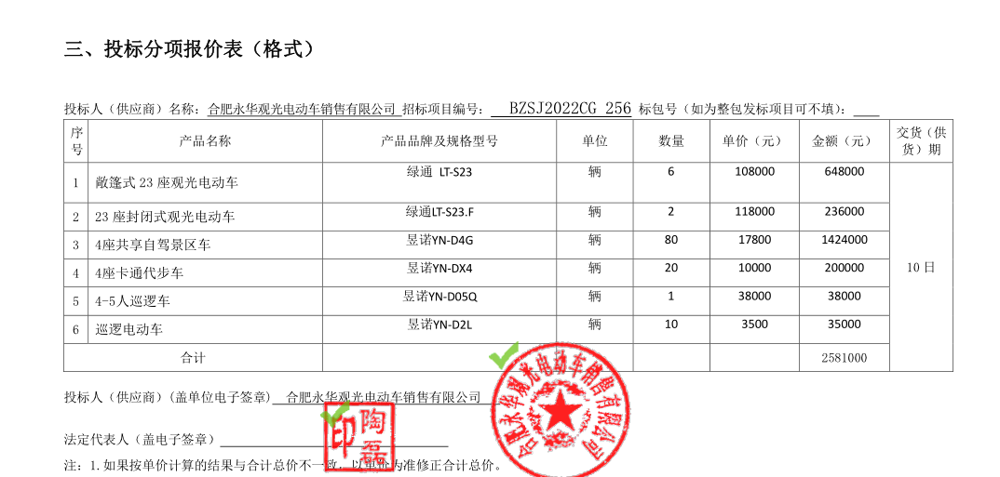 三、投标分项报价表（格式）
投标人（供应商）名称：合肥永华观光电动车销售有限公司 招标项目编号： BZSJ2022CG 256 标包号（如为整包发标项目可不填）：
序号 产品名称 产品品牌及规格型号 单位 数量 单价（元） 金额（元） 交货（供货）期
1 敞篷式 23 座观光电动车 绿通 LT-S23 辆 6 108000 648000
2 23 座封闭式观光电动车 绿通LT-S23.F 辆 2 118000 236000
3 4座共享自驾景区车 昱诺YN-D4G 辆 80 17800 1424000
4 4座卡通代步车 昱诺YN-DX4 辆 20 10000 200000 10 日
5 4-5人巡逻车 昱诺YN-D05Q 辆 1 38000 38000
6 巡逻电动车 昱诺YN-D2L 辆 10 3500 35000
合计 2581000
投标人（供应商）(盖单位电子签章) 合肥永华观光电动车销售有限公司
合肥永华观光电动车销售有限公司
法定代表人（盖电子签章）
陶磊印
注：1.如果按单价计算的结果与合计总价不一致，以单价为准修正合计总价。